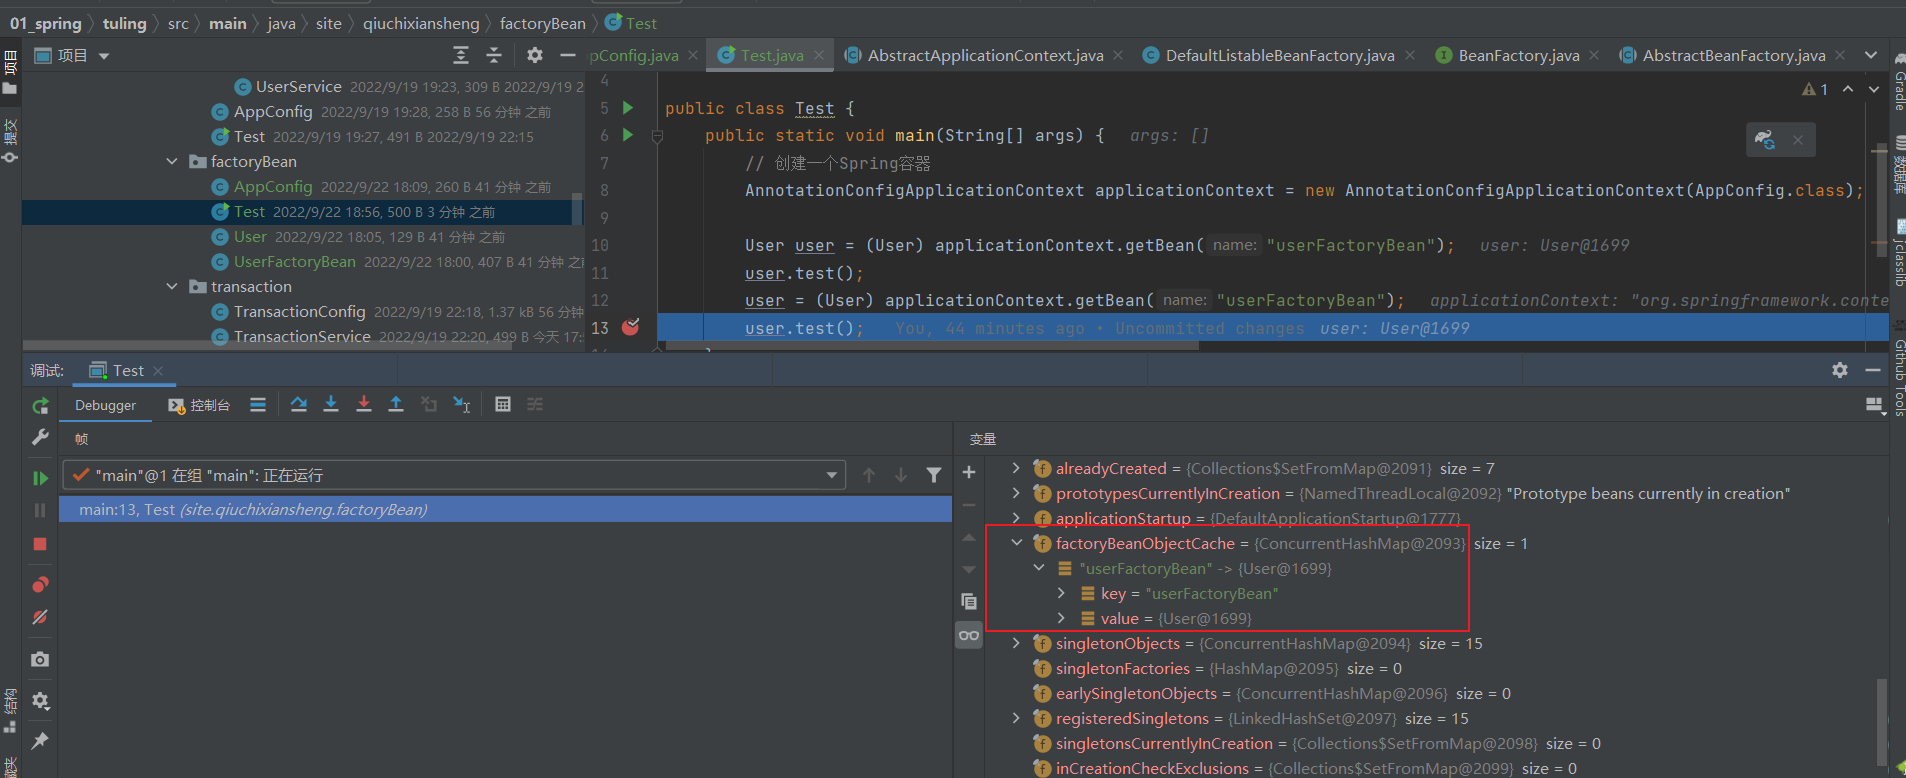 01_spring tuling src main java site qiuchixiansheng factoryBean Test
项目
pConfig.java Test.java AbstractApplicationContext.java DefaultListableBeanFactory.java BeanFactory.java AbstractBeanFactory.java
UserService 2022/9/19 19:23, 309 B 2022/9/19 2
AppConfig 2022/9/19 19:28, 258 B 56 分钟 之前
Test 2022/9/19 19:27, 491 B 2022/9/19 22:15
factoryBean
AppConfig 2022/9/22 18:09, 260 B 41 分钟 之前
Test 2022/9/22 18:56, 500 B 3 分钟 之前
User 2022/9/22 18:05, 129 B 41 分钟 之前
UserFactoryBean 2022/9/22 18:00, 407 B 41 分钟 之前
transaction
TransactionConfig 2022/9/19 22:18, 1.37 kB 56 分钟
TransactionService 2022/9/19 22:20, 499 B 今天 17:
4
5 public class Test {
6 public static void main(String[] args) { args: []
7 // 创建一个Spring容器
8 AnnotationConfigApplicationContext applicationContext = new AnnotationConfigApplicationContext(AppConfig.class);
9
10 User user = (User) applicationContext.getBean( name: "userFactoryBean"); user: User@1699
11 user.test();
12 user = (User) applicationContext.getBean( name: "userFactoryBean"); applicationContext: "org.springframework.conte
13 user.test(); You, 44 minutes ago • Uncommitted changes user: User@1699
1
项目
提交
结构
Gradle
数据库
jclasslib
Github Tools
调试: Test
Debugger 控制台
帧
"main"@1 在组 "main": 正在运行
main:13, Test (site.qiuchixiansheng.factoryBean)
变量
alreadyCreated = {Collections$SetFromMap@2091} size = 7
prototypesCurrentlyInCreation = {NamedThreadLocal@2092} "Prototype beans currently in creation"
applicationStartup = {DefaultApplicationStartup@1777}
factoryBeanObjectCache = {ConcurrentHashMap@2093} size = 1
"userFactoryBean" -> {User@1699}
key = "userFactoryBean"
value = {User@1699}
singletonObjects = {ConcurrentHashMap@2094} size = 15
singletonFactories = {HashMap@2095} size = 0
earlySingletonObjects = {ConcurrentHashMap@2096} size = 0
registeredSingletons = {LinkedHashSet@2097} size = 15
singletonsCurrentlyInCreation = {Collections$SetFromMap@2098} size = 0
inCreationCheckExclusions = {Collections$SetFromMap@2099} size = 0